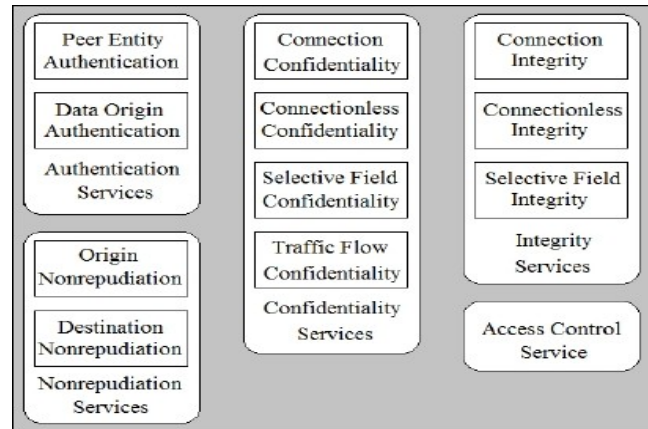 Peer Entity
Authentication
Data Origin
Authentication
Authentication
Services
Origin
Nonrepudiation
Destination
Nonrepudiation
Nonrepudiation
Services
Connection
Confidentiality
Connectionless
Confidentiality
Selective Field
Confidentiality
Traffic Flow
Confidentiality
Confidentiality
Services
Connection
Integrity
Connectionless
Integrity
Selective Field
Integrity
Integrity
Services
Access Control
Service